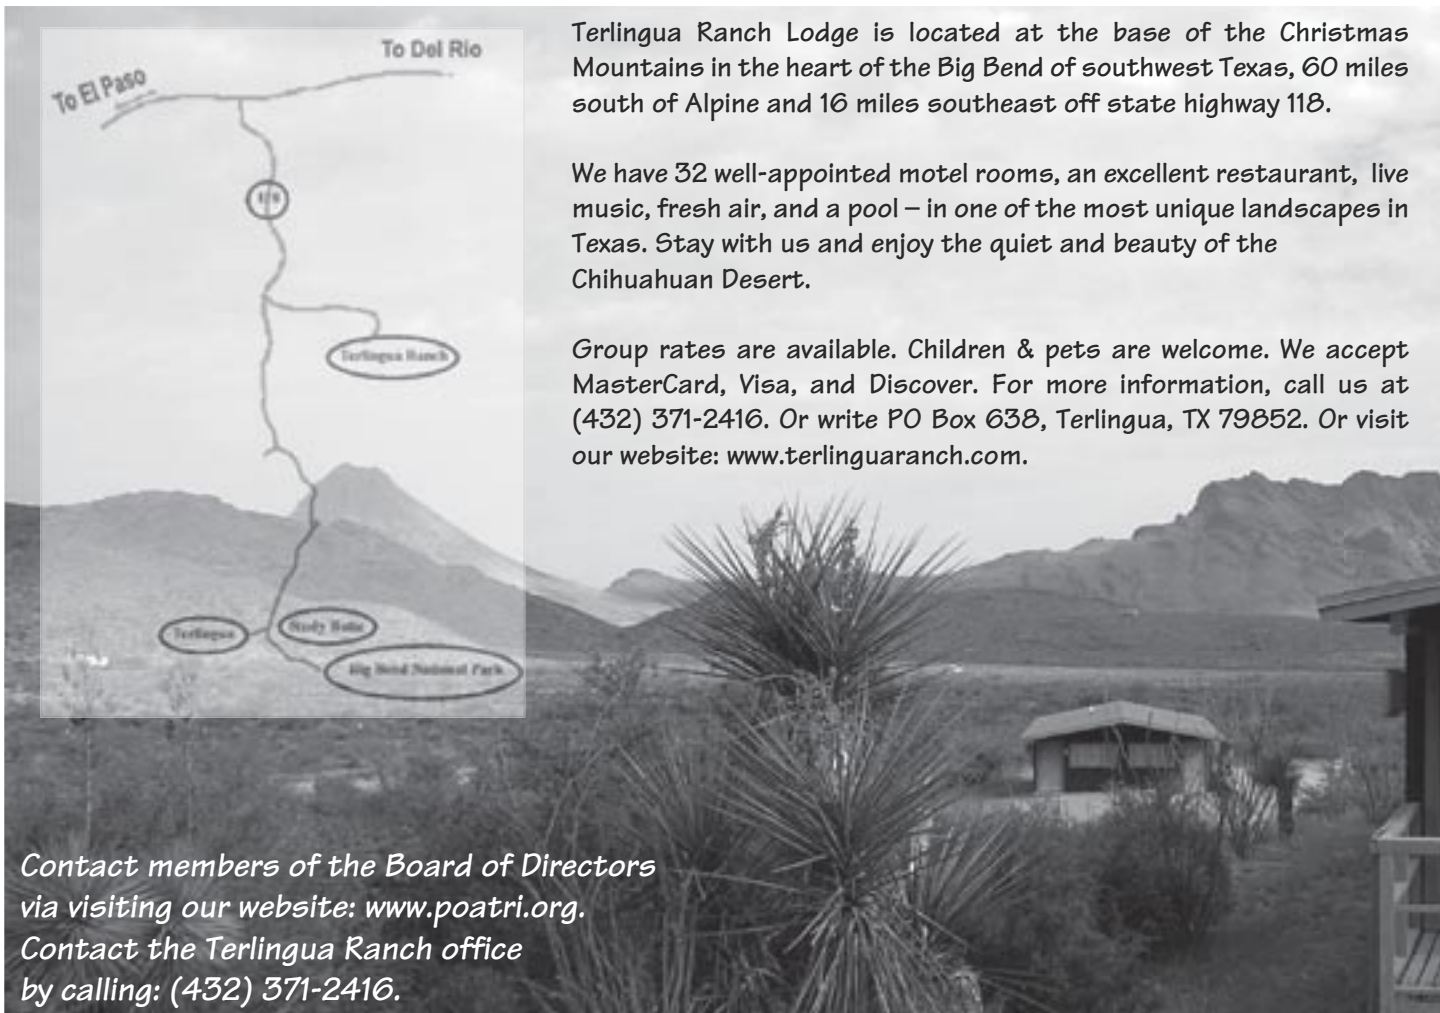 To Del Rio
To El Paso
118
Terlingua Ranch
Terlingua
Study Butte
Big Bend National Park
Terlingua Ranch Lodge is located at the base of the Christmas
Mountains in the heart of the Big Bend of southwest Texas, 60 miles
south of Alpine and 16 miles southeast off state highway 118.
We have 32 well-appointed motel rooms, an excellent restaurant, live
music, fresh air, and a pool – in one of the most unique landscapes in
Texas. Stay with us and enjoy the quiet and beauty of the
Chihuahuan Desert.
Group rates are available. Children & pets are welcome. We accept
MasterCard, Visa, and Discover. For more information, call us at
(432) 371-2416. Or write PO Box 638, Terlingua, TX 79852. Or visit
our website: www.terlinguaranch.com.
Contact members of the Board of Directors
via visiting our website: www.poatri.org.
Contact the Terlingua Ranch office
by calling: (432) 371-2416.